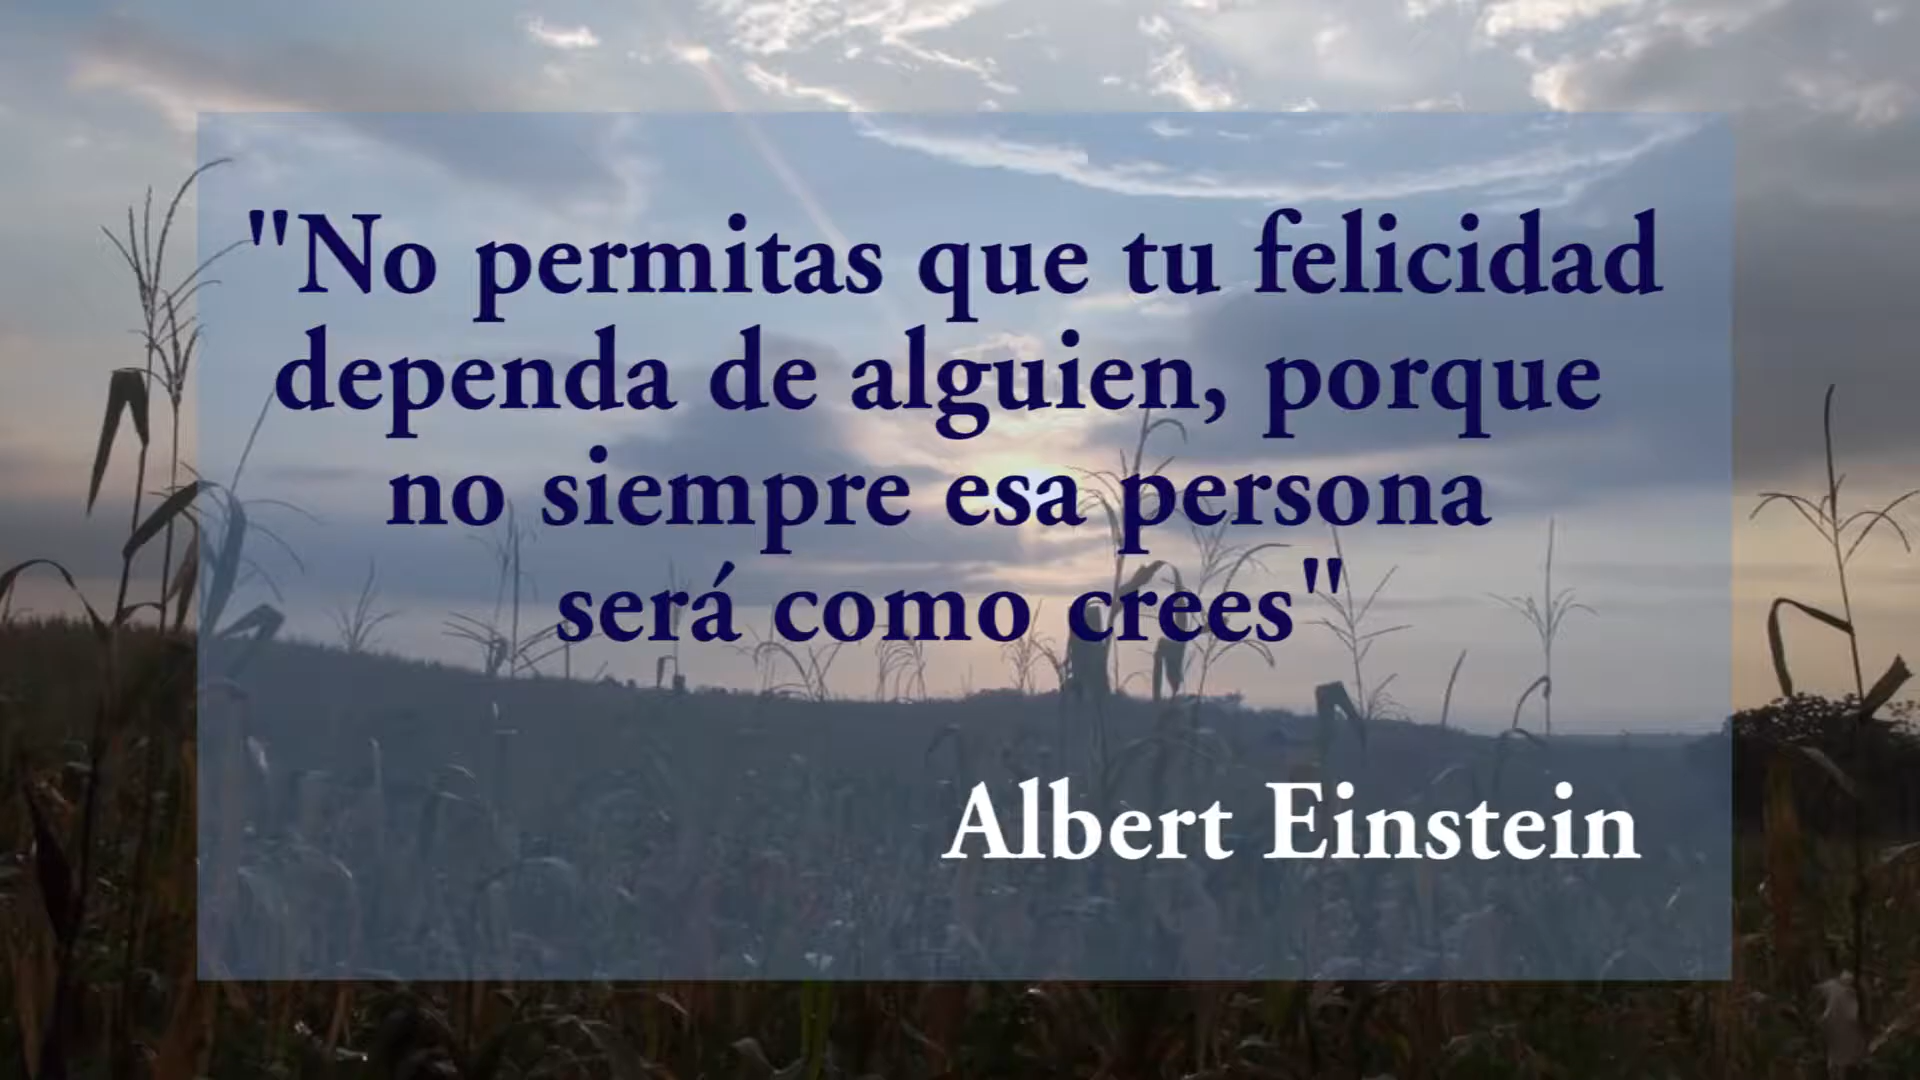 "No permitas que tu felicidad
dependa de alguien, porque
no siempre esa persona
será como crees"
Albert Einstein